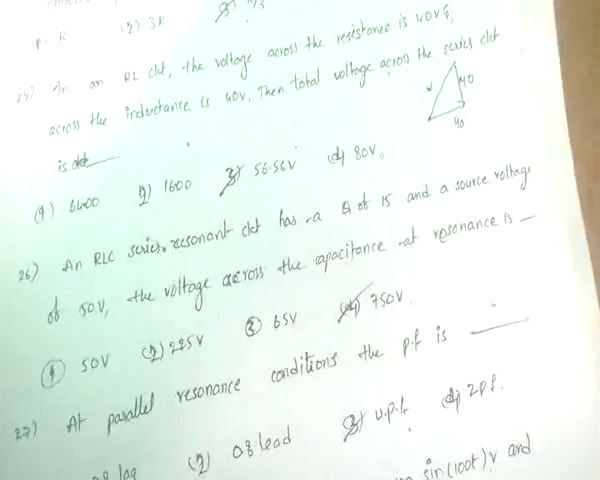 (2) 3R
25) In an RL ckt, the voltage across the resistance is 40V &
across the inductance is 40V, Then total voltage across the series ckt
is
40
40
(1) 6400 2) 1600 3) 56.56V (4) 80V
26) An RLC series resonant ckt has a Q of 15 and a source voltage
of 50V, the voltage across the capacitance at resonance is —
(1) 50V (2) 225V (3) 65V (4) 750V
27) At parallel resonance conditions the p.f is —
lag (2) 0.8 lead 3) U.P.f. (4) Z.P.f.
sin(100t) v and